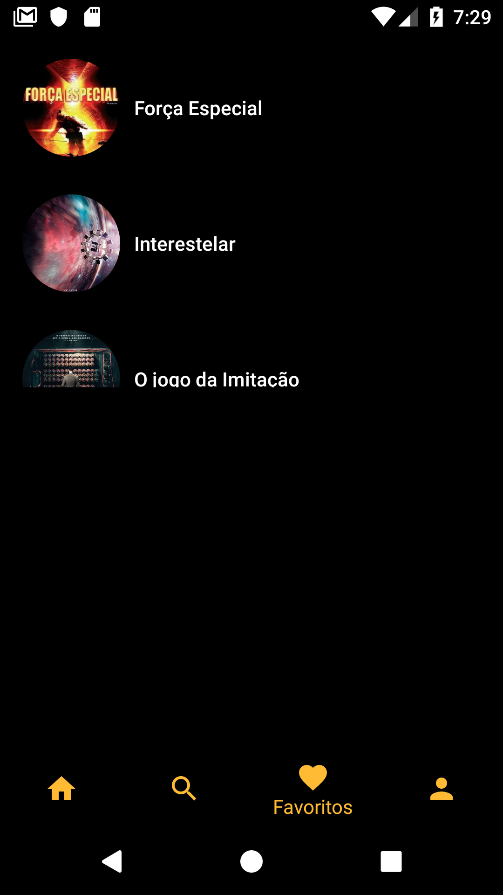 7:29
FORÇA ESPECIAL
Força Especial
Interestelar
O jogo da Imitação
Favoritos